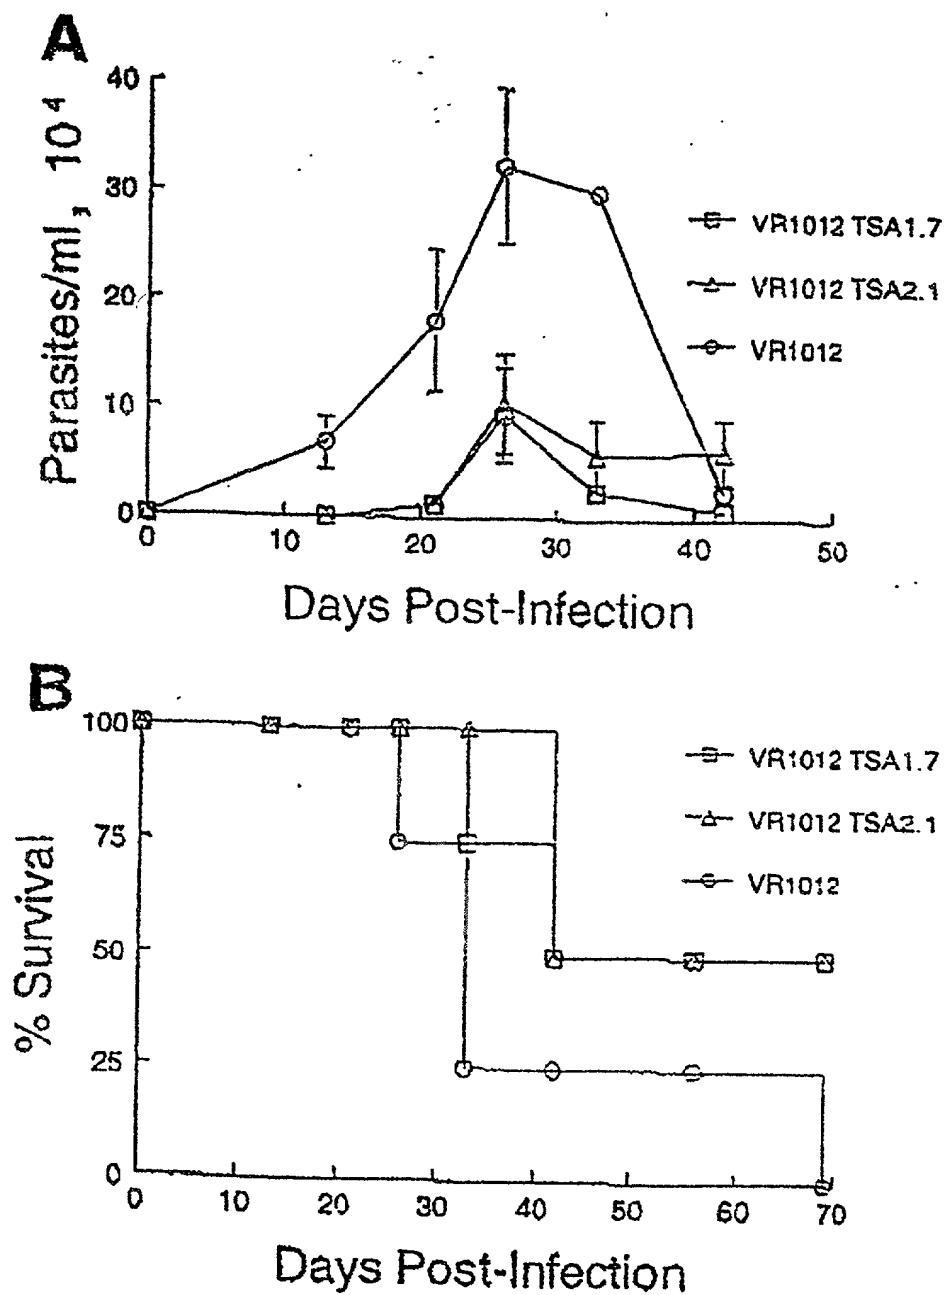 A
Parasites/ml, 10⁴
40
30
20
10
0
0 10 20 30 40 50
Days Post-Infection
VR1012 TSA1.7
VR1012 TSA2.1
VR1012
B
% Survival
100
75
50
25
0
0 10 20 30 40 50 60 70
Days Post-Infection
VR1012 TSA1.7
VR1012 TSA2.1
VR1012